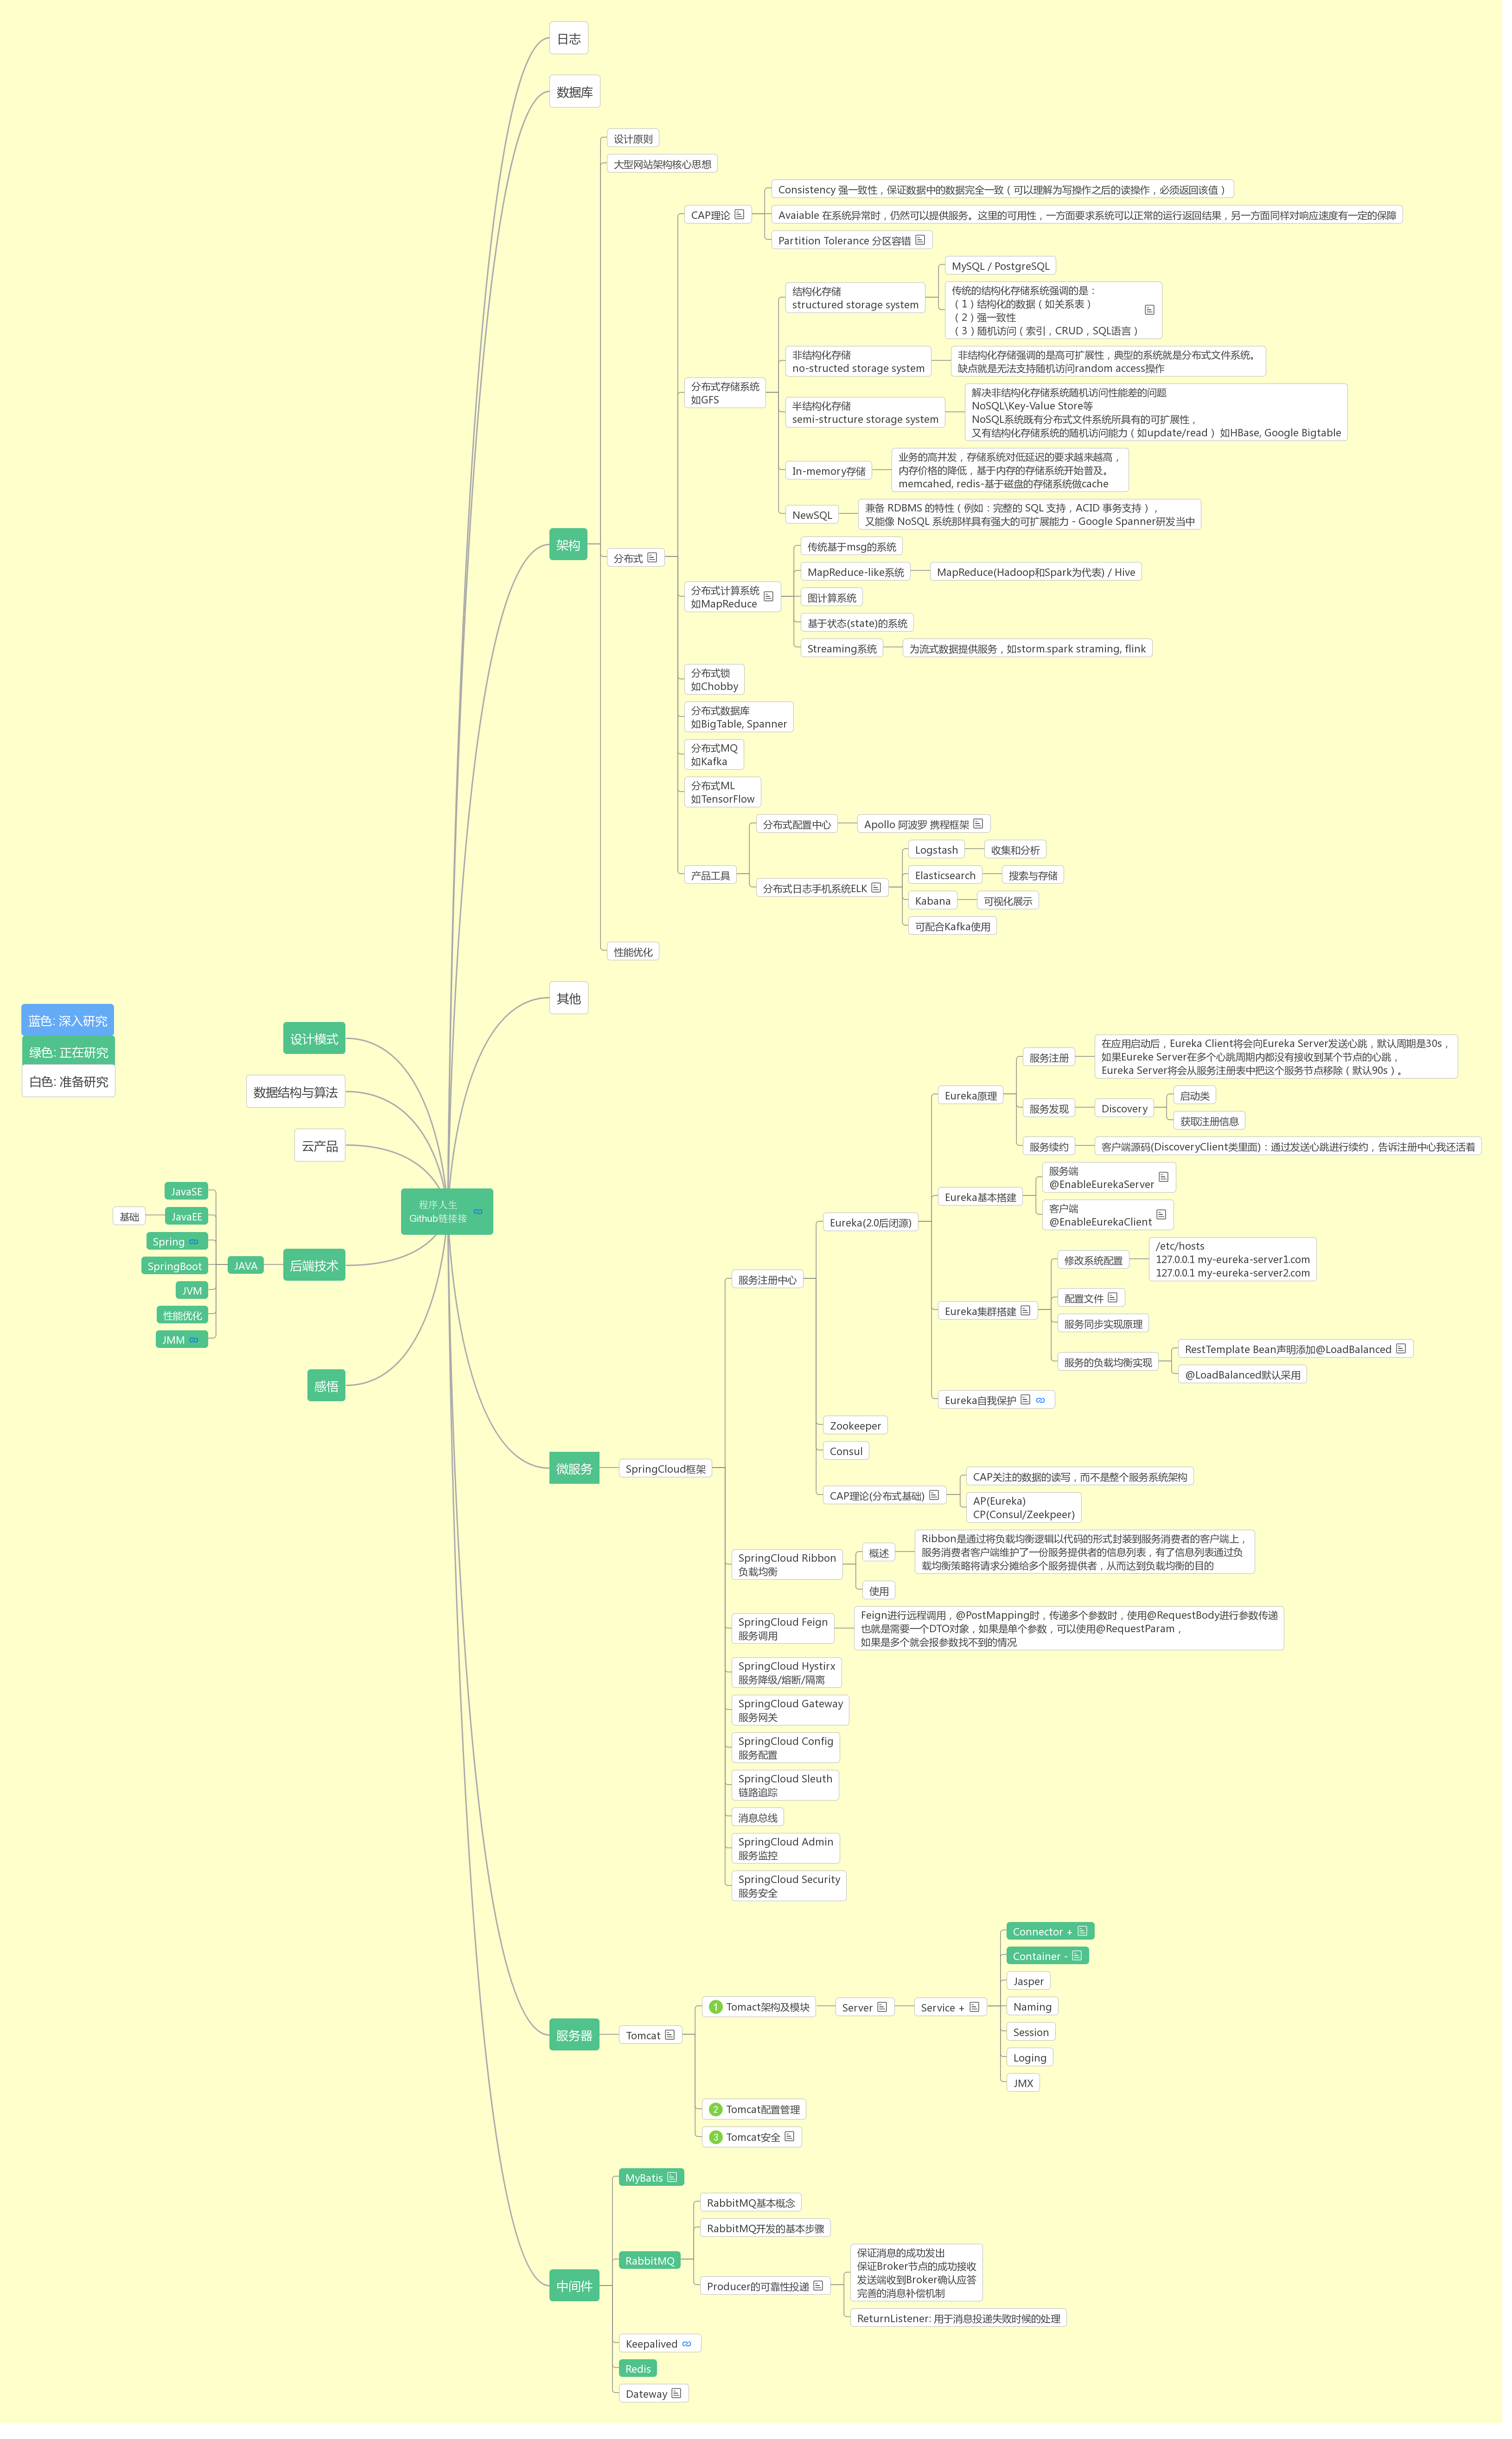 日志
数据库
架构
设计原则
大型网站架构核心思想
分布式
CAP理论
Consistency 强一致性，保证数据中的数据完全一致（可以理解为写操作之后的读操作，必须返回该值）
Avaiable 在系统异常时，仍然可以提供服务。这里的可用性，一方面要求系统可以正常的运行返回结果，另一方面同样对响应速度有一定的保障
Partition Tolerance 分区容错
分布式存储系统
如GFS
结构化存储
structured storage system
MySQL / PostgreSQL
传统的结构化存储系统强调的是：
（1）结构化的数据（如关系表）
（2）强一致性
（3）随机访问（索引，CRUD，SQL语言）
非结构化存储
no-structed storage system
非结构化存储强调的是高可扩展性，典型的系统就是分布式文件系统。
缺点就是无法支持随机访问random access操作
半结构化存储
semi-structure storage system
解决非结构化存储系统随机访问性能差的问题
NoSQL\Key-Value Store等
NoSQL系统既有分布式文件系统所具有的可扩展性，
又有结构化存储系统的随机访问能力（如update/read） 如HBase, Google Bigtable
In-memory存储
业务的高并发，存储系统对低延迟的要求越来越高，
内存价格的降低，基于内存的存储系统开始普及。
memcahed, redis-基于磁盘的存储系统做cache
NewSQL
兼备 RDBMS 的特性（例如：完整的 SQL 支持，ACID 事务支持），
又能像 NoSQL 系统那样具有强大的可扩展能力 - Google Spanner研发当中
分布式计算系统
如MapReduce
传统基于msg的系统
MapReduce-like系统
MapReduce(Hadoop和Spark为代表) / Hive
图计算系统
基于状态(state)的系统
Streaming系统
为流式数据提供服务，如storm.spark straming, flink
分布式锁
如Chobby
分布式数据库
如BigTable, Spanner
分布式MQ
如Kafka
分布式ML
如TensorFlow
产品工具
分布式配置中心
Apollo 阿波罗 携程框架
分布式日志手机系统ELK
Logstash
收集和分析
Elasticsearch
搜索与存储
Kabana
可视化展示
可配合Kafka使用
性能优化
其他
蓝色: 深入研究
绿色: 正在研究
白色: 准备研究
设计模式
数据结构与算法
云产品
程序人生
Github链接接
后端技术
JAVA
JavaSE
JavaEE
基础
Spring
SpringBoot
JVM
性能优化
JMM
感悟
微服务
SpringCloud框架
服务注册中心
Eureka(2.0后闭源)
Eureka原理
服务注册
在应用启动后，Eureka Client将会向Eureka Server发送心跳，默认周期是30s，
如果Eureke Server在多个心跳周期内都没有接收到某个节点的心跳，
Eureka Server将会从服务注册表中把这个服务节点移除（默认90s）。
服务发现
Discovery
启动类
获取注册信息
服务续约
客户端源码(DiscoveryClient类里面)：通过发送心跳进行续约，告诉注册中心我还活着
Eureka基本搭建
服务端
@EnableEurekaServer
客户端
@EnableEurekaClient
Eureka集群搭建
修改系统配置
/etc/hosts
127.0.0.1 my-eureka-server1.com
127.0.0.1 my-eureka-server2.com
配置文件
服务同步实现原理
服务的负载均衡实现
RestTemplate Bean声明添加@LoadBalanced
@LoadBalanced默认采用
Eureka自我保护
Zookeeper
Consul
CAP理论(分布式基础)
CAP关注的数据的读写，而不是整个服务系统架构
AP(Eureka)
CP(Consul/Zeekpeer)
SpringCloud Ribbon
负载均衡
概述
Ribbon是通过将负载均衡逻辑以代码的形式封装到服务消费者的客户端上，
服务消费者客户端维护了一份服务提供者的信息列表，有了信息列表通过负
载均衡策略将请求分摊给多个服务提供者，从而达到负载均衡的目的
使用
SpringCloud Feign
服务调用
Feign进行远程调用，@PostMapping时，传递多个参数时，使用@RequestBody进行参数传递
也就是需要一个DTO对象，如果是单个参数，可以使用@RequestParam，
如果是多个就会报参数找不到的情况
SpringCloud Hystirx
服务降级/熔断/隔离
SpringCloud Gateway
服务网关
SpringCloud Config
服务配置
SpringCloud Sleuth
链路追踪
消息总线
SpringCloud Admin
服务监控
SpringCloud Security
服务安全
服务器
Tomcat
1 Tomact架构及模块
Server
Service +
Connector +
Container -
Jasper
Naming
Session
Loging
JMX
2 Tomcat配置管理
3 Tomcat安全
中间件
MyBatis
RabbitMQ
RabbitMQ基本概念
RabbitMQ开发的基本步骤
Producer的可靠性投递
保证消息的成功发出
保证Broker节点的成功接收
发送端收到Broker确认应答
完善的消息补偿机制
ReturnListener: 用于消息投递失败时候的处理
Keepalived
Redis
Dateway